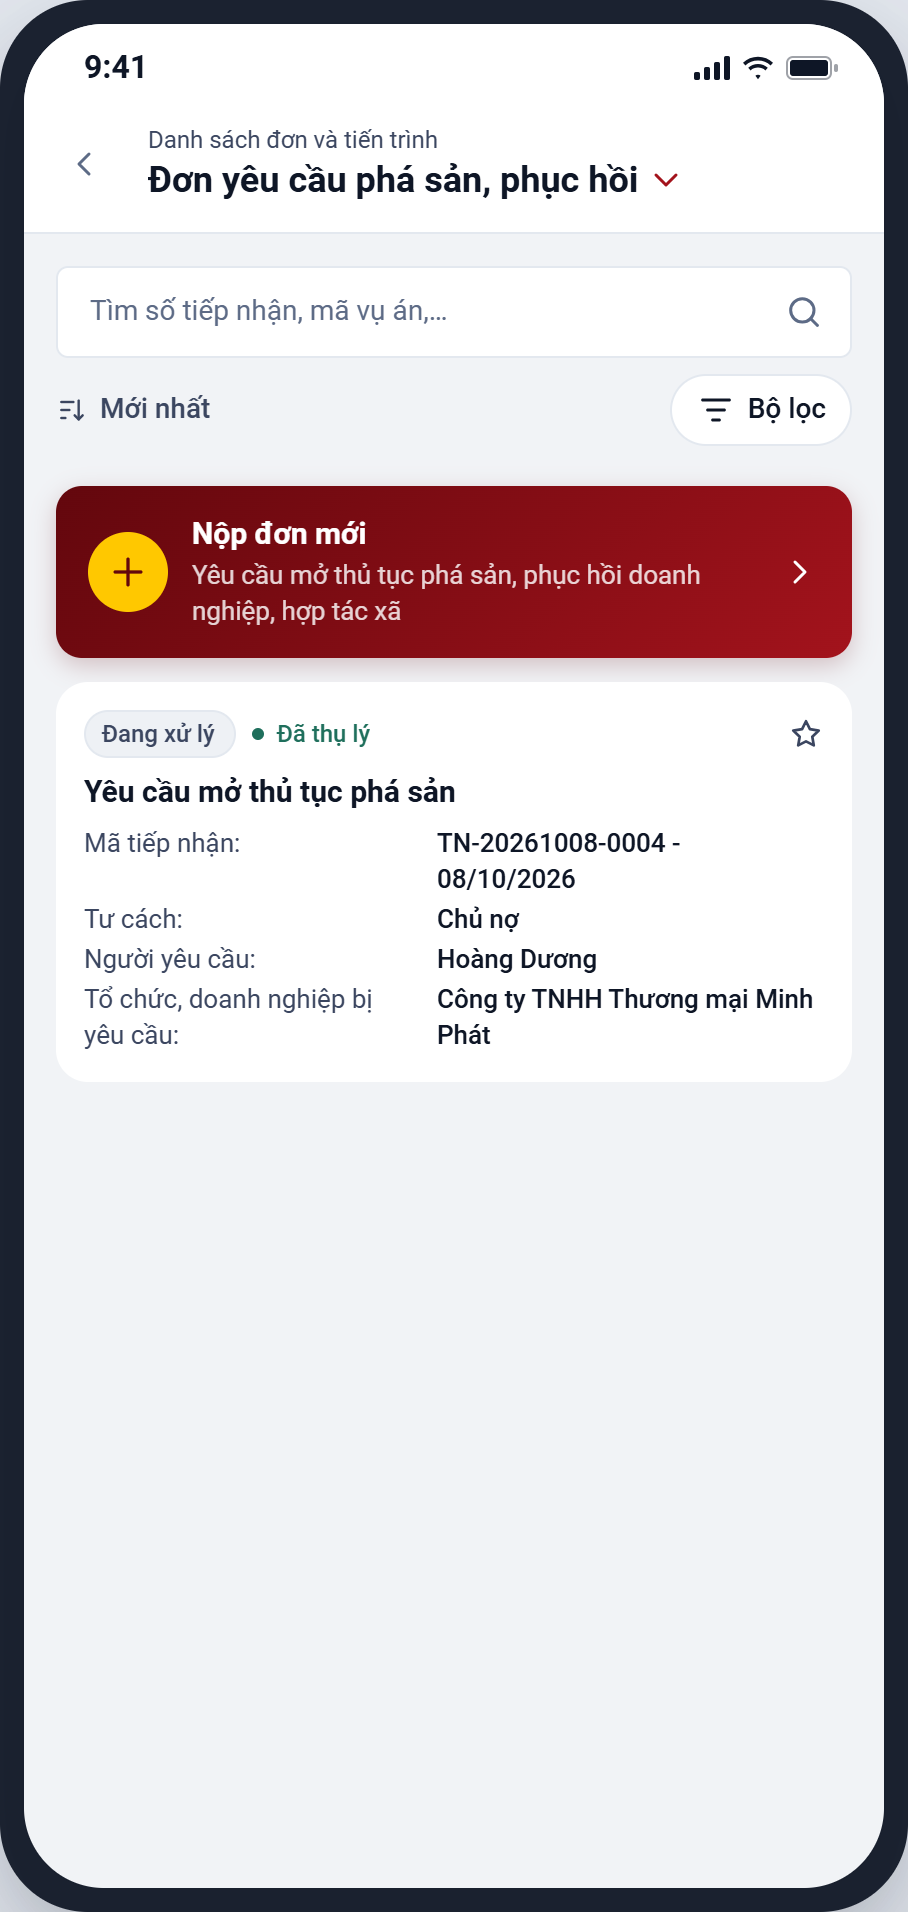 9:41
Danh sách đơn và tiến trình
Đơn yêu cầu phá sản, phục hồi
Tìm số tiếp nhận, mã vụ án,...
Mới nhất
Bộ lọc
Nộp đơn mới
Yêu cầu mở thủ tục phá sản, phục hồi doanh
nghiệp, hợp tác xã
Đang xử lý
Đã thụ lý
Yêu cầu mở thủ tục phá sản
Mã tiếp nhận: TN-20261008-0004 -
08/10/2026
Tư cách: Chủ nợ
Người yêu cầu: Hoàng Dương
Tổ chức, doanh nghiệp bị Công ty TNHH Thương mại Minh
yêu cầu: Phát